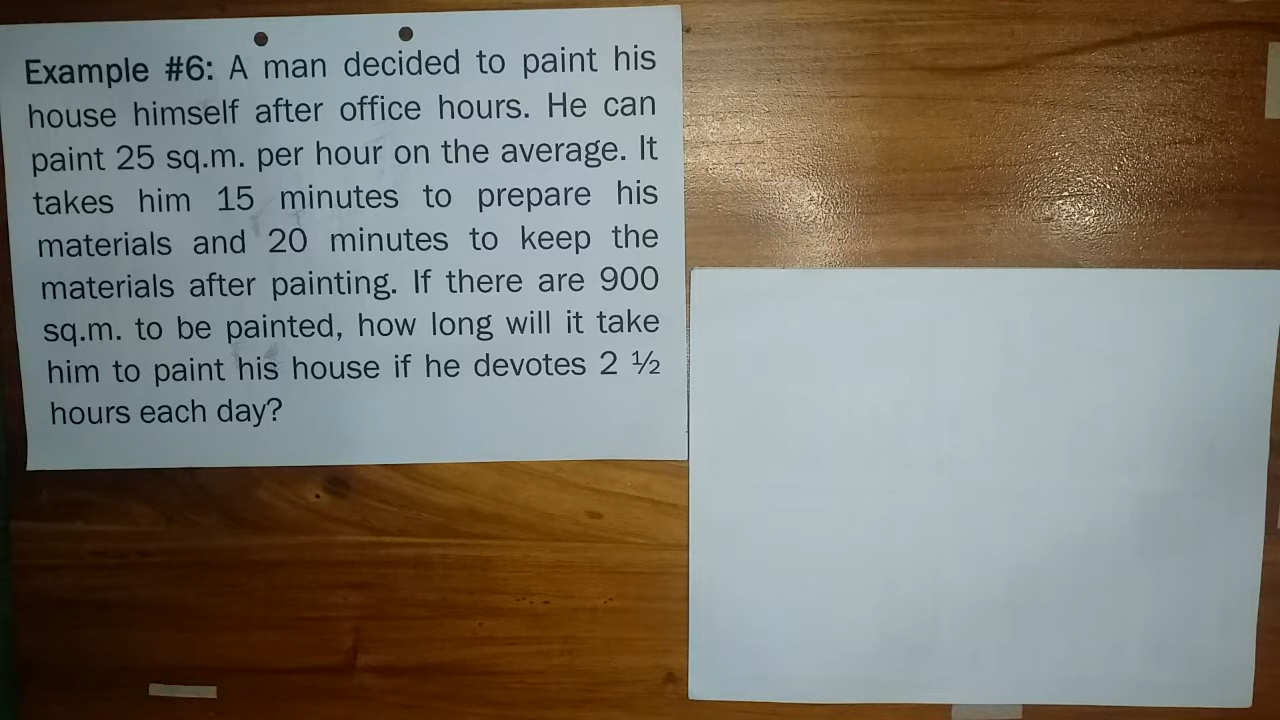 Example #6: A man decided to paint his
house himself after office hours. He can
paint 25 sq.m. per hour on the average. It
takes him 15 minutes to prepare his
materials and 20 minutes to keep the
materials after painting. If there are 900
sq.m. to be painted, how long will it take
him to paint his house if he devotes 2 ½
hours each day?